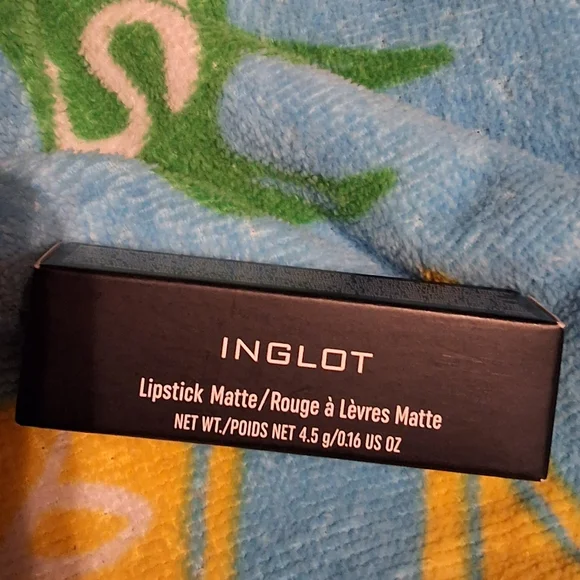 INGLOT
Lipstick Matte/Rouge à Lèvres Matte
NET WT./POIDS NET 4.5 g/0.16 US OZ